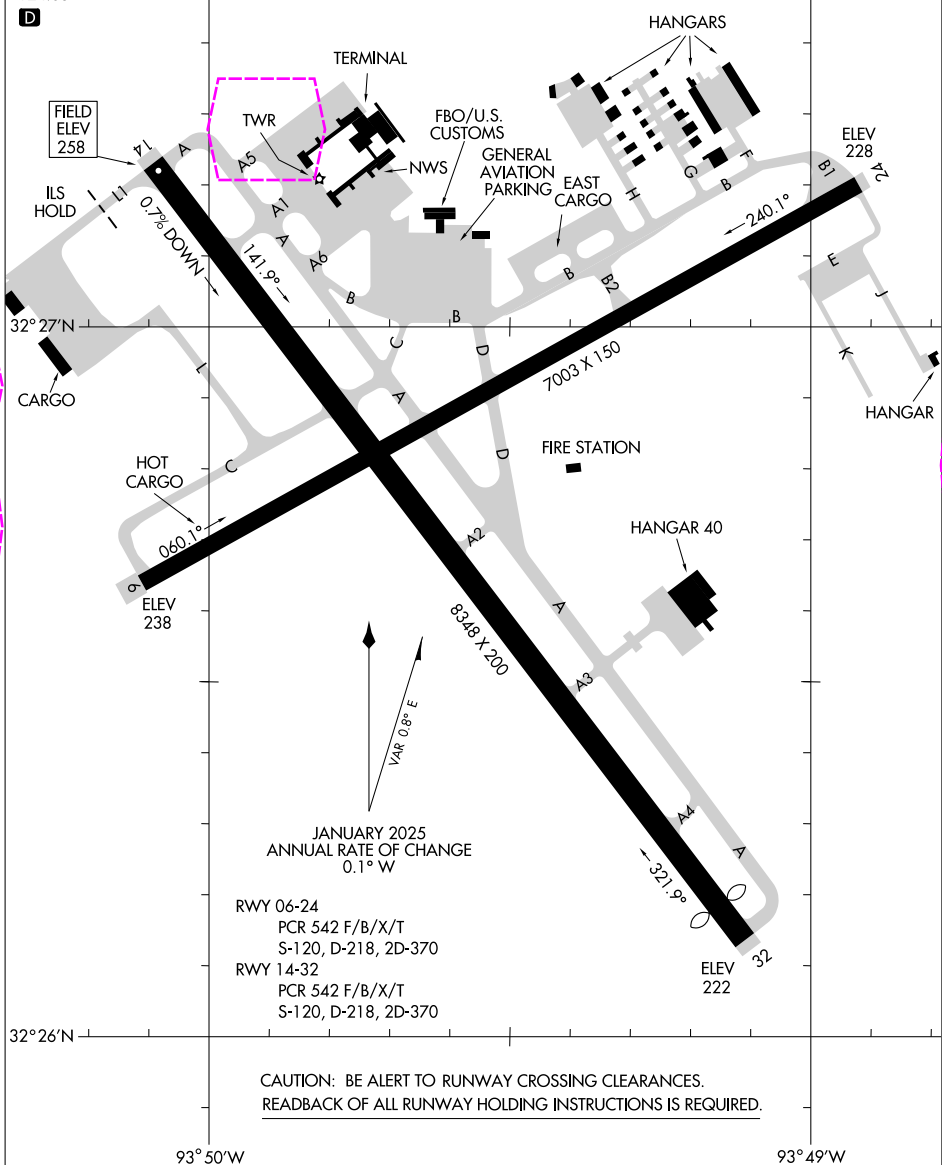 D
HANGARS
TERMINAL
FIELD
ELEV
258
TWR
FBO/U.S.
CUSTOMS
GENERAL
AVIATION
PARKING
NWS
ELEV
228
14
A
A5
ILS
HOLD
L1
A1
EAST
CARGO
H
G
F
B
B1
24
0.7% DOWN
141.9°
A
A6
B
B
B
B2
240.1°
E
J
K
32°27'N
C
D
7003 X 150
L
A
CARGO
HANGAR
HOT
CARGO
C
D
FIRE STATION
060.1°
A2
HANGAR 40
6
ELEV
238
8348 X 200
A
A3
VAR 0.8° E
JANUARY 2025
ANNUAL RATE OF CHANGE
0.1° W
A4
A
321.9°
RWY 06-24
PCR 542 F/B/X/T
S-120, D-218, 2D-370
RWY 14-32
PCR 542 F/B/X/T
S-120, D-218, 2D-370
32
ELEV
222
32°26'N
CAUTION: BE ALERT TO RUNWAY CROSSING CLEARANCES.
READBACK OF ALL RUNWAY HOLDING INSTRUCTIONS IS REQUIRED.
93°50'W
93°49'W